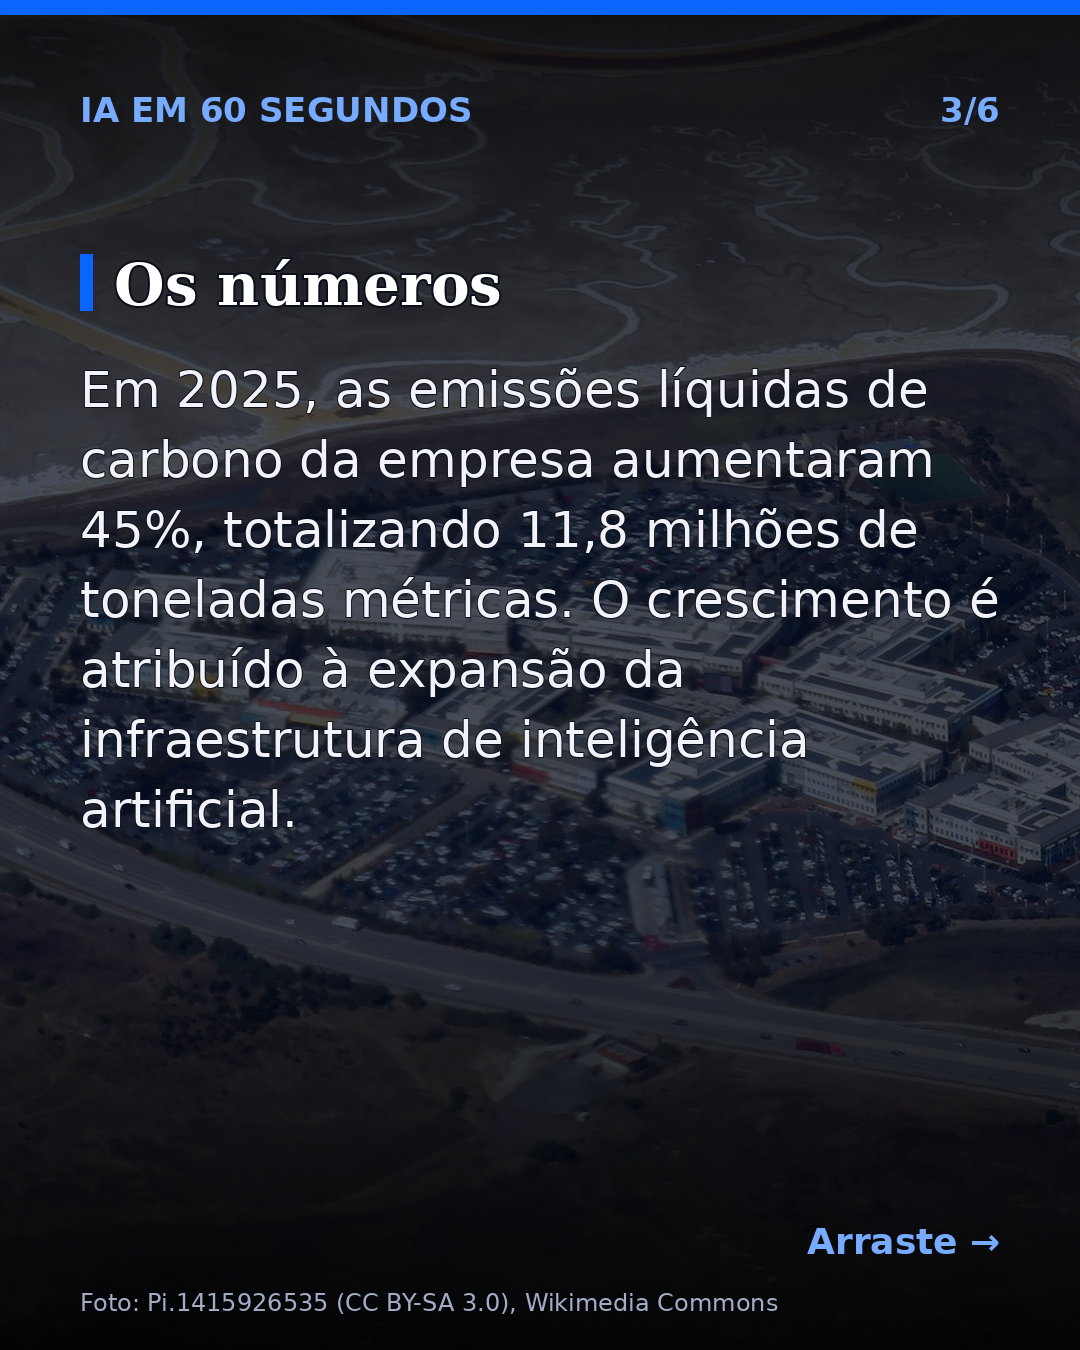 IA EM 60 SEGUNDOS
3/6
Os números
Em 2025, as emissões líquidas de
carbono da empresa aumentaram
45%, totalizando 11,8 milhões de
toneladas métricas. O crescimento é
atribuído à expansão da
infraestrutura de inteligência
artificial.
Arraste →
Foto: Pi.1415926535 (CC BY-SA 3.0), Wikimedia Commons